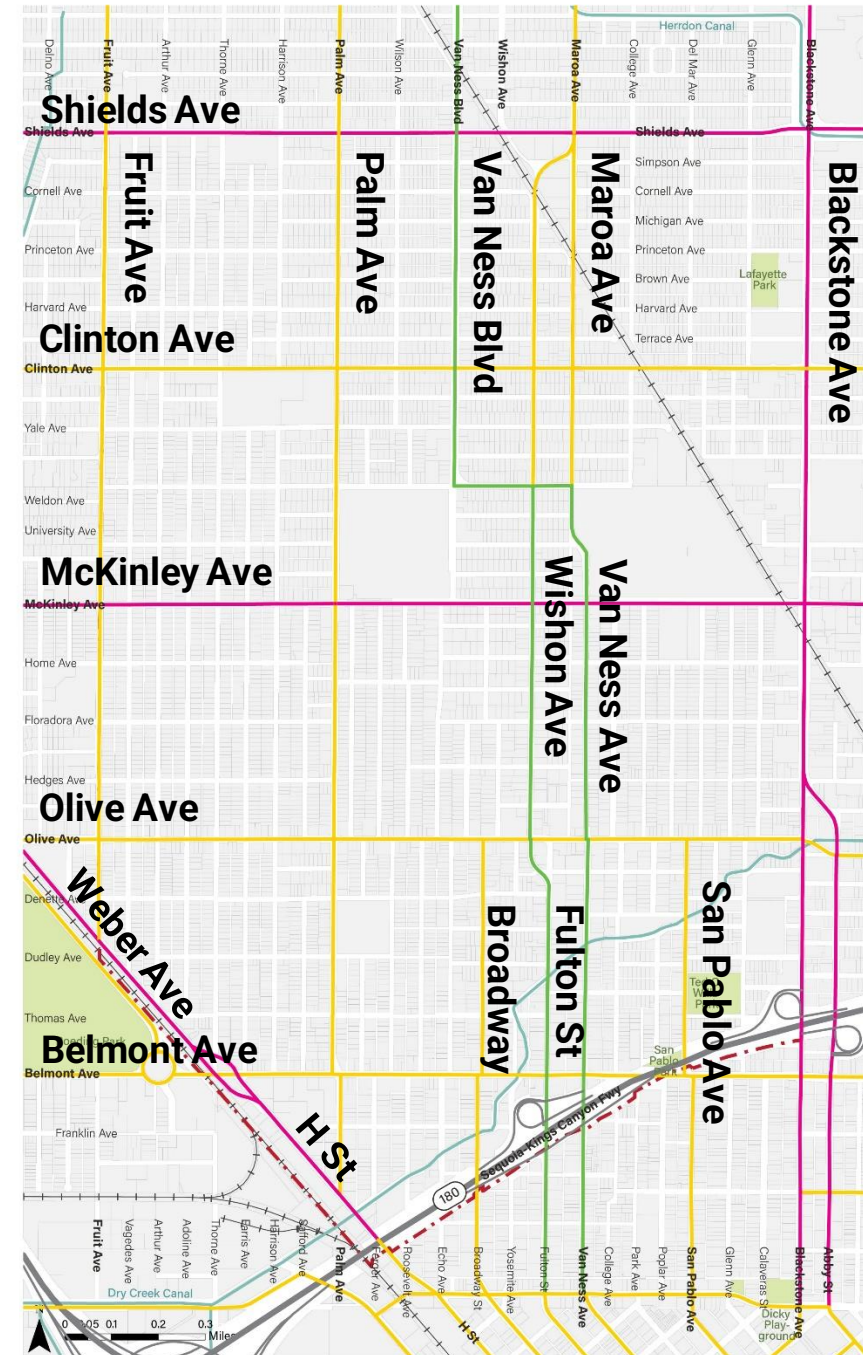 Herndon Canal
Delno Ave
Fruit Ave
Arthur Ave
Thorne Ave
Harrison Ave
Palm Ave
Wilson Ave
Van Ness Blvd
Wishon Ave
Maroa Ave
College Ave
Del Mar Ave
Glenn Ave
Blackstone Ave
Shields Ave
Shields Ave
Shields Ave
Fruit Ave
Palm Ave
Van Ness Blvd
Maroa Ave
Blackstone Ave
Simpson Ave
Cornell Ave
Cornell Ave
Michigan Ave
Princeton Ave
Princeton Ave
Brown Ave
Lafayette
Park
Harvard Ave
Harvard Ave
Terrace Ave
Clinton Ave
Clinton Ave
Yale Ave
Weldon Ave
University Ave
McKinley Ave
McKinley Ave
Wishon Ave
Van Ness Ave
Home Ave
Floradora Ave
Hedges Ave
Olive Ave
Olive Ave
Weber Ave
Broadway
Fulton St
San Pablo Ave
Dudley Ave
Thomas Ave
San
Pablo
Belmont Ave
Belmont Ave
Franklin Ave
H St
Sequoia-Kings Canyon Fwy
180
Fruit Ave
Vagedes Ave
Arthur Ave
Adoline Ave
Thorne Ave
Harrison Ave
Palm Ave
Roosevelt Ave
Echo Ave
Broadway St
Yosemite Ave
Fulton St
Van Ness Ave
College Ave
Park Ave
Poplar Ave
San Pablo Ave
Glenn Ave
Calaveras St
Blackstone Ave
Abby St
Dry Creek Canal
H St
Dicky
Play-
ground
0 0.05 0.1 0.2 0.3
Miles